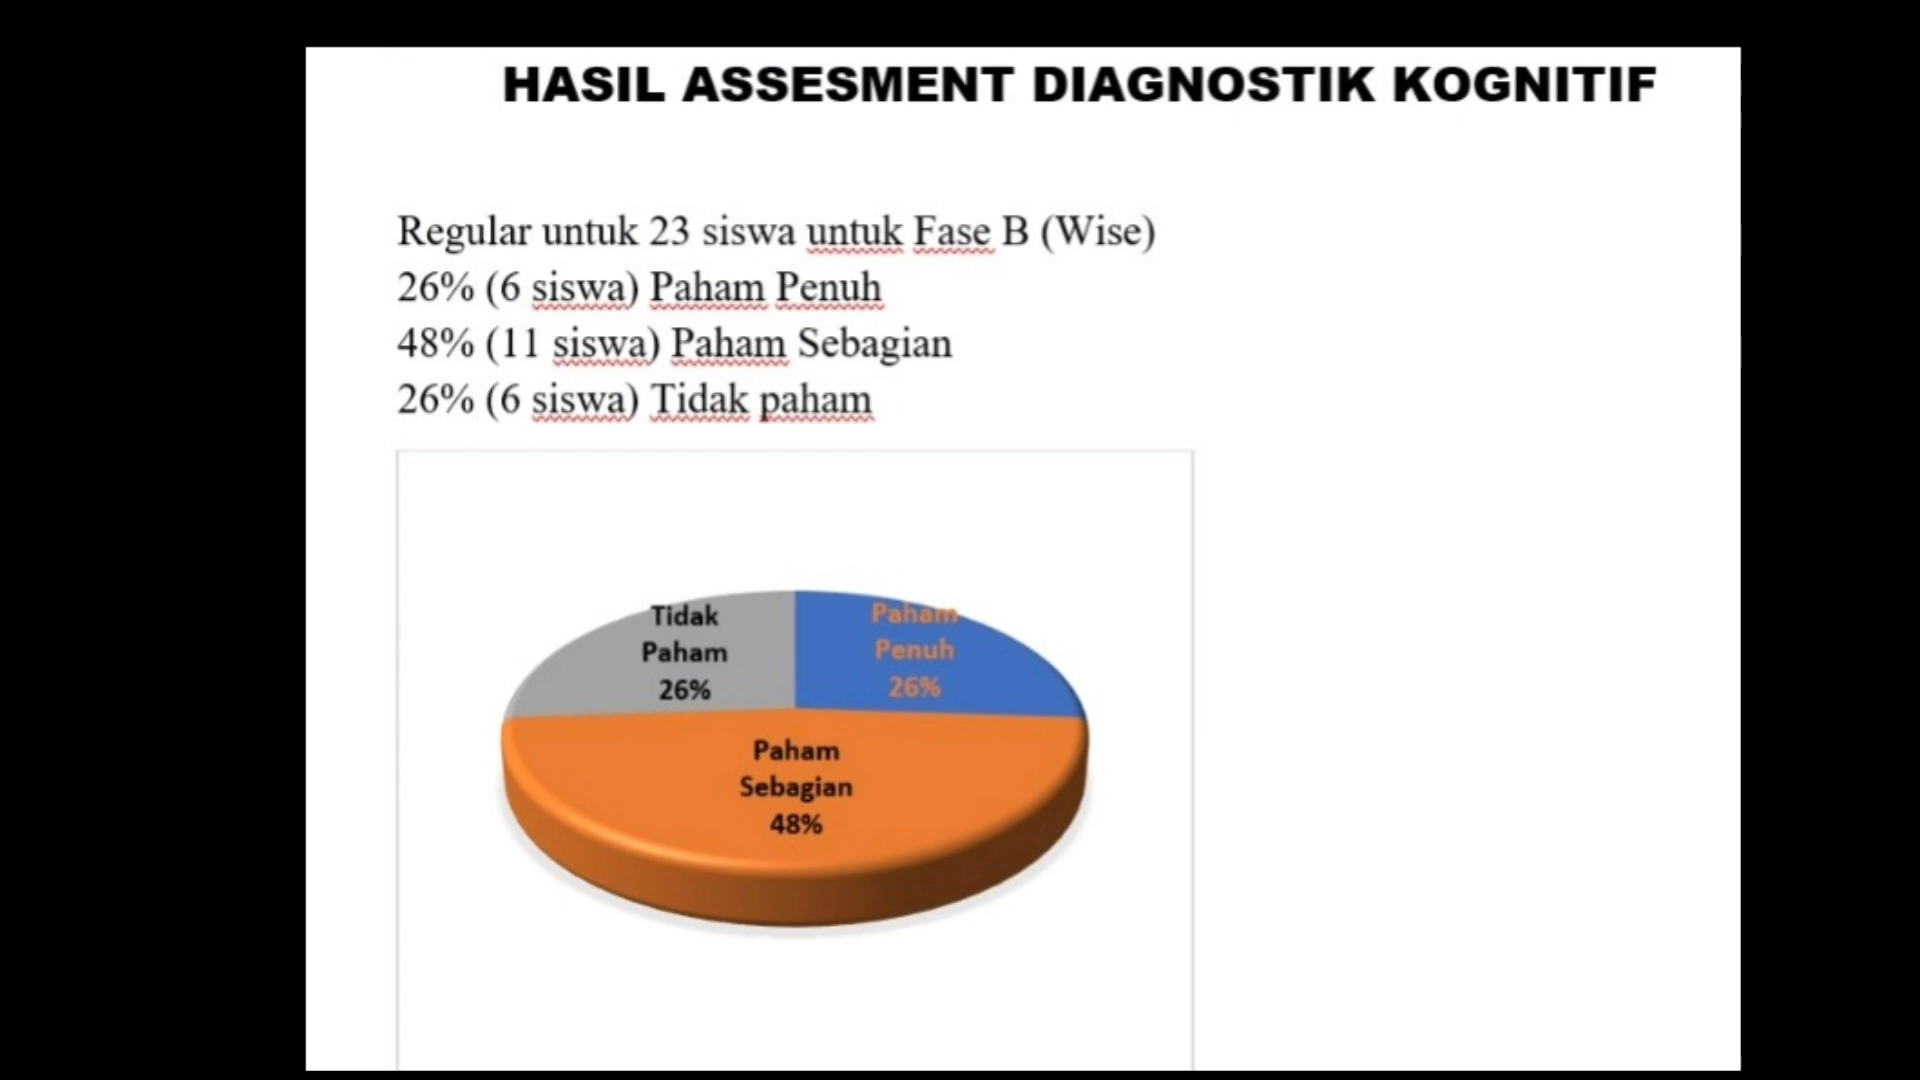 HASIL ASSESMENT DIAGNOSTIK KOGNITIF
Regular untuk 23 siswa untuk Fase B (Wise)
26% (6 siswa) Paham Penuh
48% (11 siswa) Paham Sebagian
26% (6 siswa) Tidak paham
Tidak
Paham
26%
Paham
Penuh
26%
Paham
Sebagian
48%